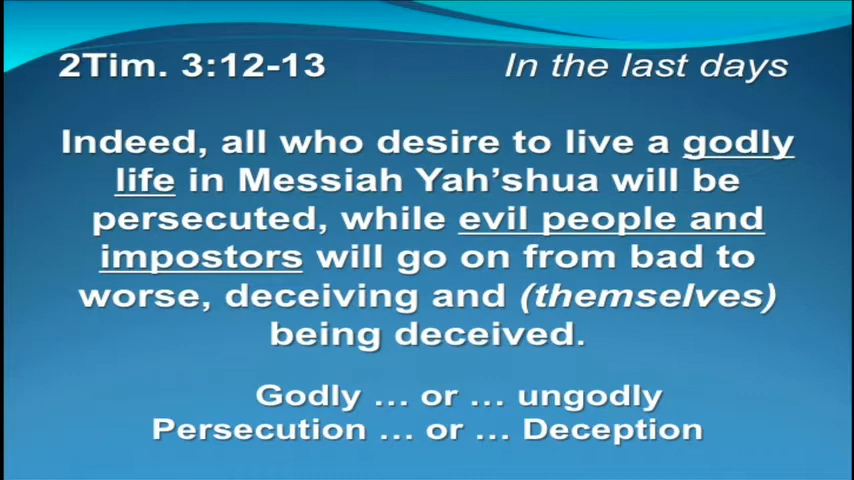 2Tim. 3:12-13 In the last days
Indeed, all who desire to live a godly
life in Messiah Yah’shua will be
persecuted, while evil people and
impostors will go on from bad to
worse, deceiving and (themselves)
being deceived.
Godly ... or ... ungodly
Persecution ... or ... Deception